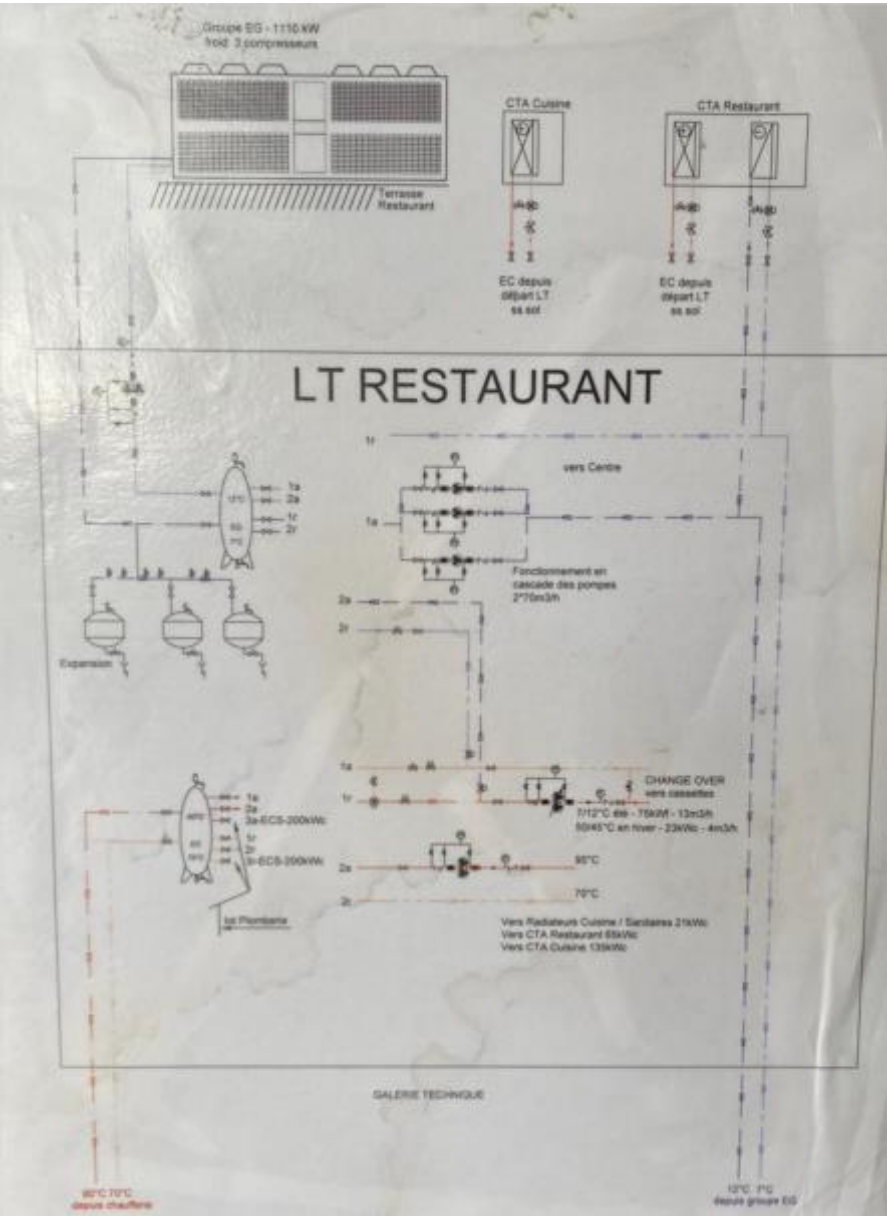 Groupe EG - 1110 kW
froid 3 compresseurs
CTA Cuisine
CTA Restaurant
Terrasse
Restaurant
EC depuis
départ LT
ss sol
EC depuis
départ LT
ss sol
LT RESTAURANT
1r
vers Centre
1a
2a
1r
2r
1a
Fonctionnement en
cascade des pompes
2*70m3/h
2a
2r
Expansion
1a
1r
CHANGE OVER
vers cassettes
7/12°C été - 75kWf - 13m3/h
50/45°C en hiver - 23kWc - 4m3/h
1a
2a
3a-ECS-200kWc
1r
2r
3r-ECS-200kWc
2a
90°C
2r
70°C
lot Plomberie
Vers Radiateurs Cuisine / Sanitaires 21kWc
Vers CTA Restaurant 65kWc
Vers CTA Cuisine 135kWc
GALERIE TECHNIQUE
90°C 70°C
depuis chaufferie
12°C 7°C
depuis groupe EG